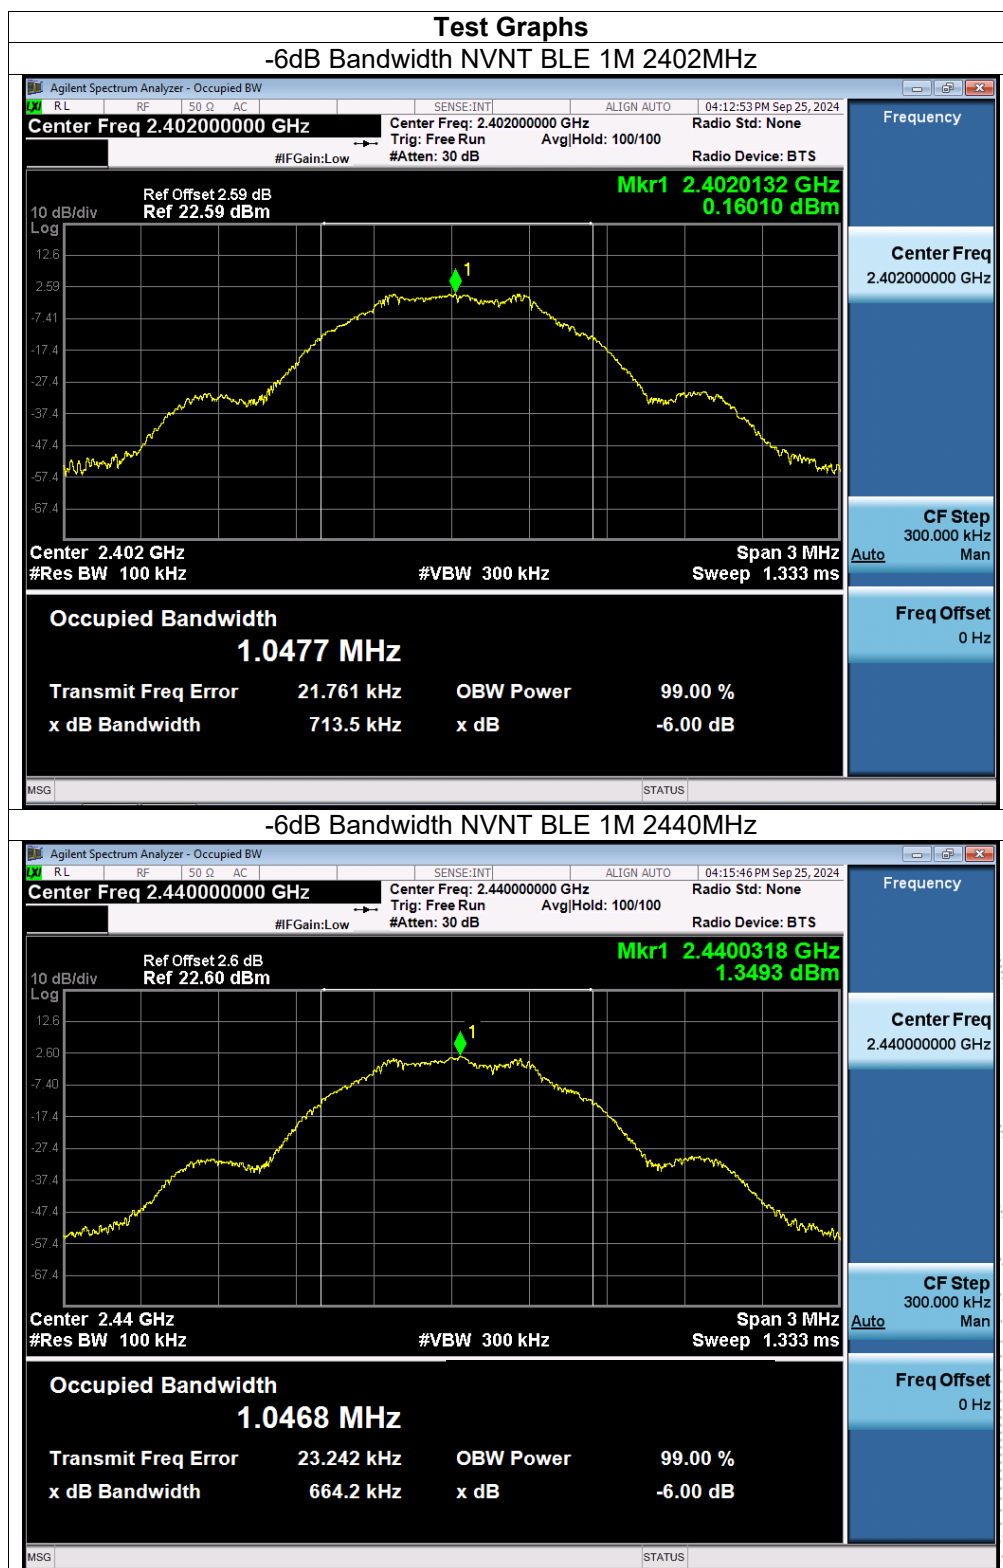 Test Graphs
-6dB Bandwidth NVNT BLE 1M 2402MHz
Agilent Spectrum Analyzer - Occupied BW
LXI RL RF 50 Ω AC SENSE:INT ALIGN AUTO 04:12:53 PM Sep 25, 2024
Center Freq 2.402000000 GHz
Center Freq: 2.402000000 GHz Radio Std: None
Trig: Free Run Avg|Hold: 100/100
#IFGain:Low #Atten: 30 dB Radio Device: BTS
Frequency
Mkr1 2.4020132 GHz
0.16010 dBm
Ref Offset 2.59 dB
10 dB/div Ref 22.59 dBm
Log
12.6
2.59
-7.41
-17.4
-27.4
-37.4
-47.4
-57.4
-67.4
1
Center Freq
2.402000000 GHz
CF Step
300.000 kHz
Auto Man
Center 2.402 GHz Span 3 MHz
#Res BW 100 kHz #VBW 300 kHz Sweep 1.333 ms
Freq Offset
0 Hz
Occupied Bandwidth
1.0477 MHz
Transmit Freq Error 21.761 kHz OBW Power 99.00 %
x dB Bandwidth 713.5 kHz x dB -6.00 dB
MSG STATUS
-6dB Bandwidth NVNT BLE 1M 2440MHz
Agilent Spectrum Analyzer - Occupied BW
LXI RL RF 50 Ω AC SENSE:INT ALIGN AUTO 04:15:46 PM Sep 25, 2024
Center Freq 2.440000000 GHz
Center Freq: 2.440000000 GHz Radio Std: None
Trig: Free Run Avg|Hold: 100/100
#IFGain:Low #Atten: 30 dB Radio Device: BTS
Frequency
Mkr1 2.4400318 GHz
1.3493 dBm
Ref Offset 2.6 dB
10 dB/div Ref 22.60 dBm
Log
12.6
2.60
-7.40
-17.4
-27.4
-37.4
-47.4
-57.4
-67.4
1
Center Freq
2.440000000 GHz
CF Step
300.000 kHz
Auto Man
Center 2.44 GHz Span 3 MHz
#Res BW 100 kHz #VBW 300 kHz Sweep 1.333 ms
Freq Offset
0 Hz
Occupied Bandwidth
1.0468 MHz
Transmit Freq Error 23.242 kHz OBW Power 99.00 %
x dB Bandwidth 664.2 kHz x dB -6.00 dB
MSG STATUS